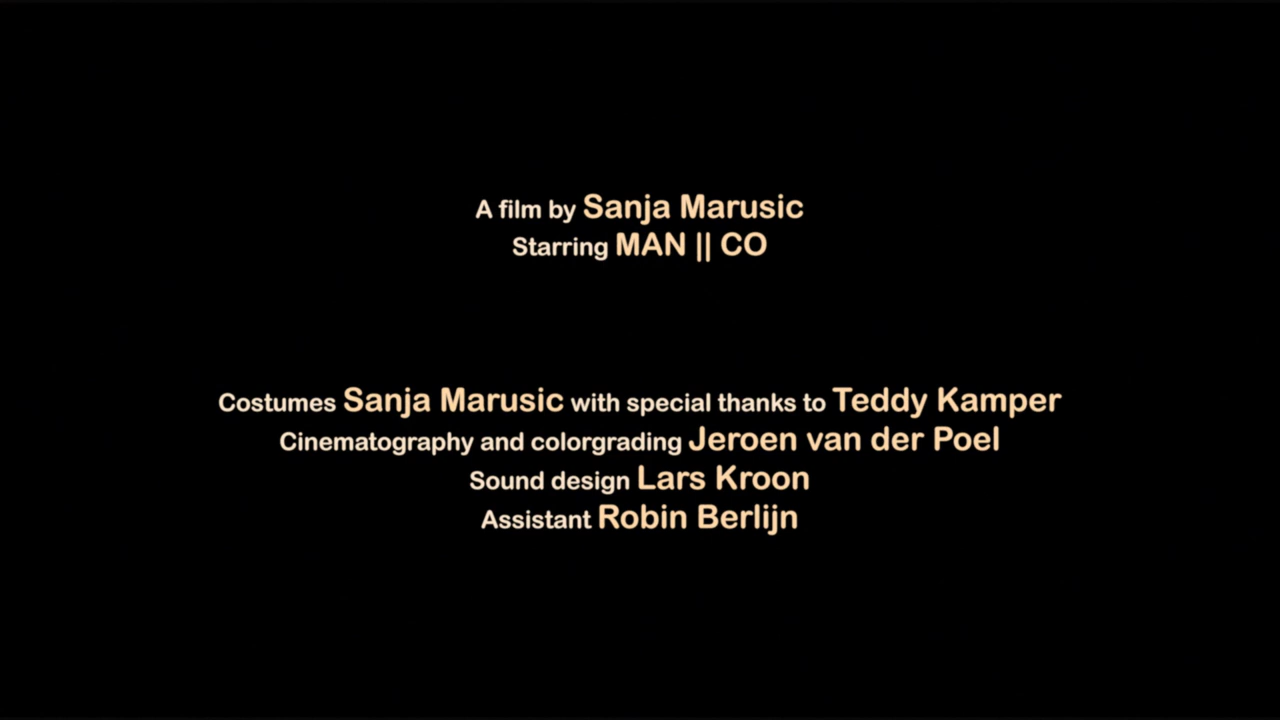 A film by Sanja Marusic
Starring MAN || CO
Costumes Sanja Marusic with special thanks to Teddy Kamper
Cinematography and colorgrading Jeroen van der Poel
Sound design Lars Kroon
Assistant Robin Berlijn